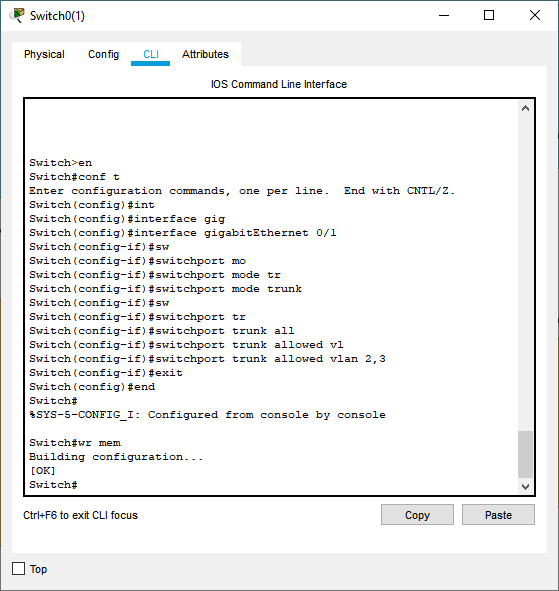 Switch0(1)
Physical Config CLI Attributes
IOS Command Line Interface
Switch>en
Switch#conf t
Enter configuration commands, one per line.  End with CNTL/Z.
Switch(config)#int
Switch(config)#interface gig
Switch(config)#interface gigabitEthernet 0/1
Switch(config-if)#sw
Switch(config-if)#switchport mo
Switch(config-if)#switchport mode tr
Switch(config-if)#switchport mode trunk
Switch(config-if)#sw
Switch(config-if)#switchport tr
Switch(config-if)#switchport trunk all
Switch(config-if)#switchport trunk allowed vl
Switch(config-if)#switchport trunk allowed vlan 2,3
Switch(config-if)#exit
Switch(config)#end
Switch#
%SYS-5-CONFIG_I: Configured from console by console
Switch#wr mem
Building configuration...
[OK]
Switch#
Ctrl+F6 to exit CLI focus Copy Paste
Top